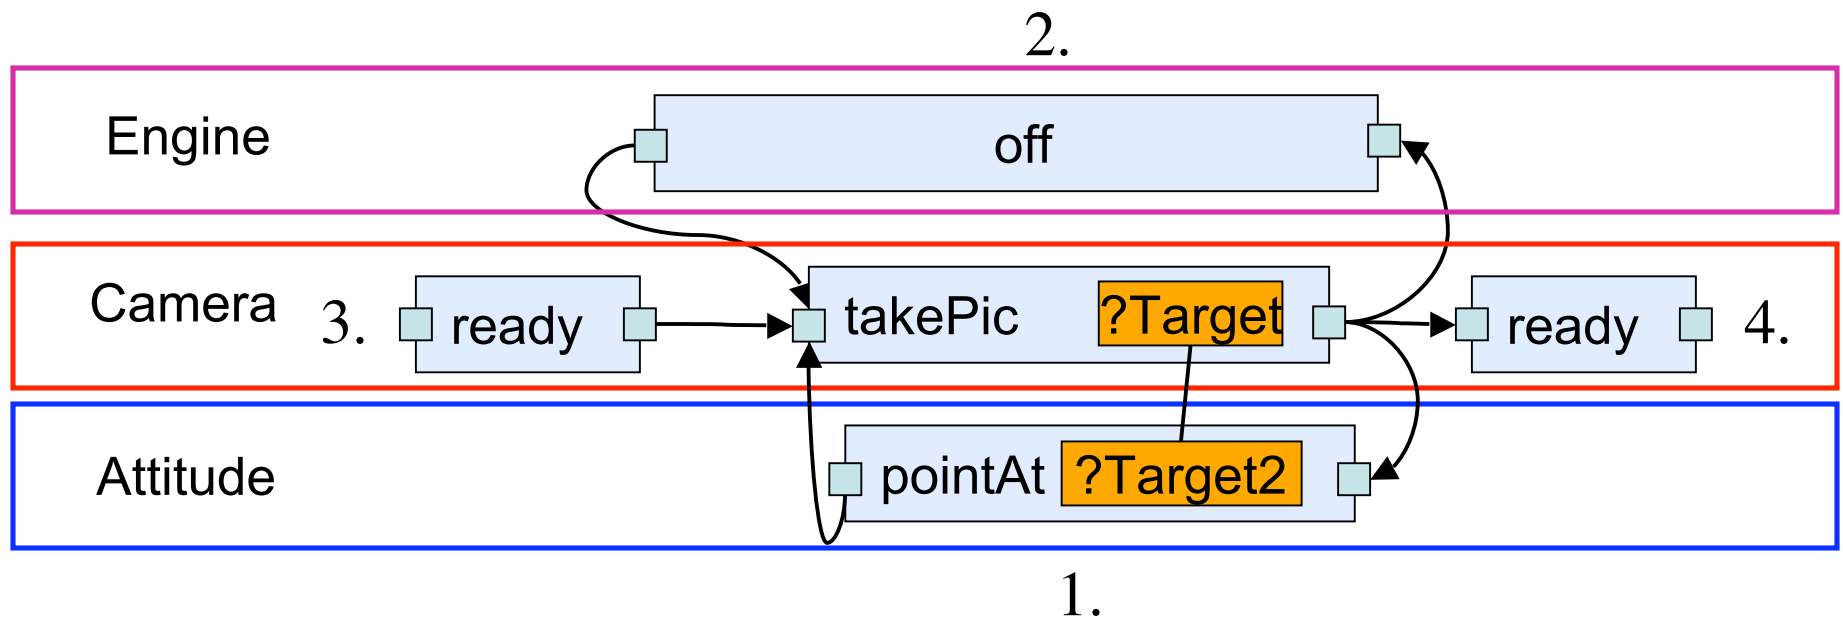 2.
Engine
off
Camera
3.
ready
takePic
?Target
ready
4.
Attitude
pointAt
?Target2
1.